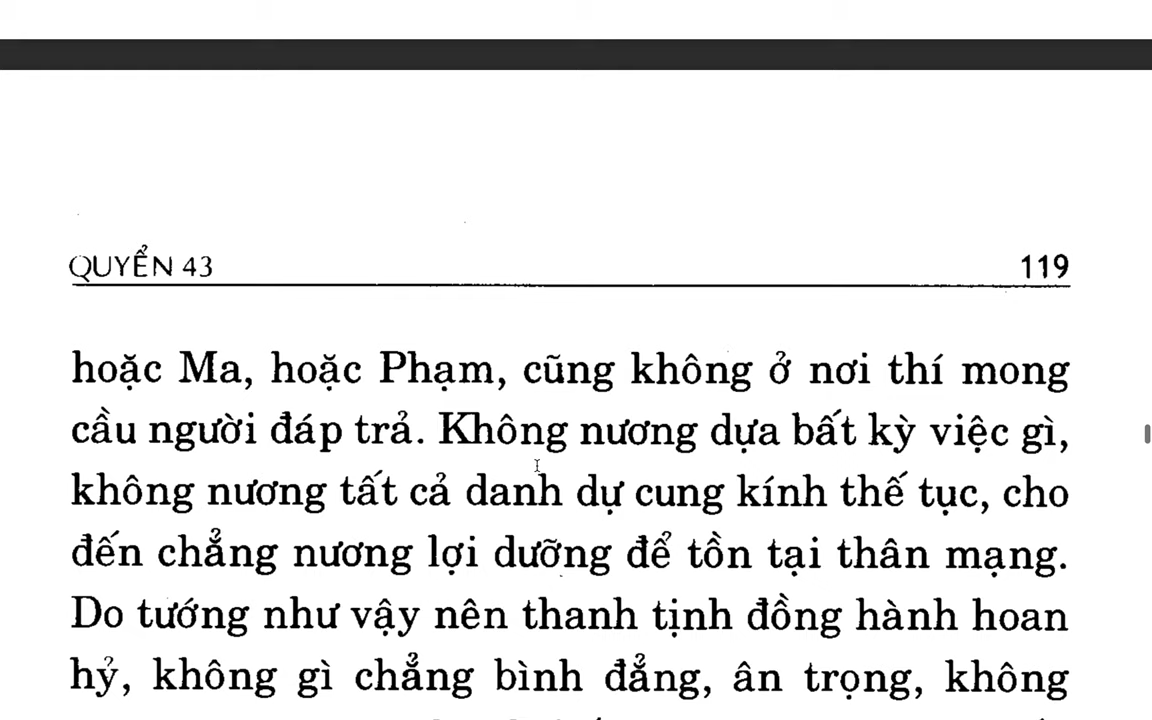 QUYỂN 43 119
hoặc Ma, hoặc Phạm, cũng không ở nơi thí mong
cầu người đáp trả. Không nương dựa bất kỳ việc gì,
không nương tất cả danh dự cung kính thế tục, cho
đến chẳng nương lợi dưỡng để tồn tại thân mạng.
Do tướng như vậy nên thanh tịnh đồng hành hoan
hỷ, không gì chẳng bình đẳng, ân trọng, không